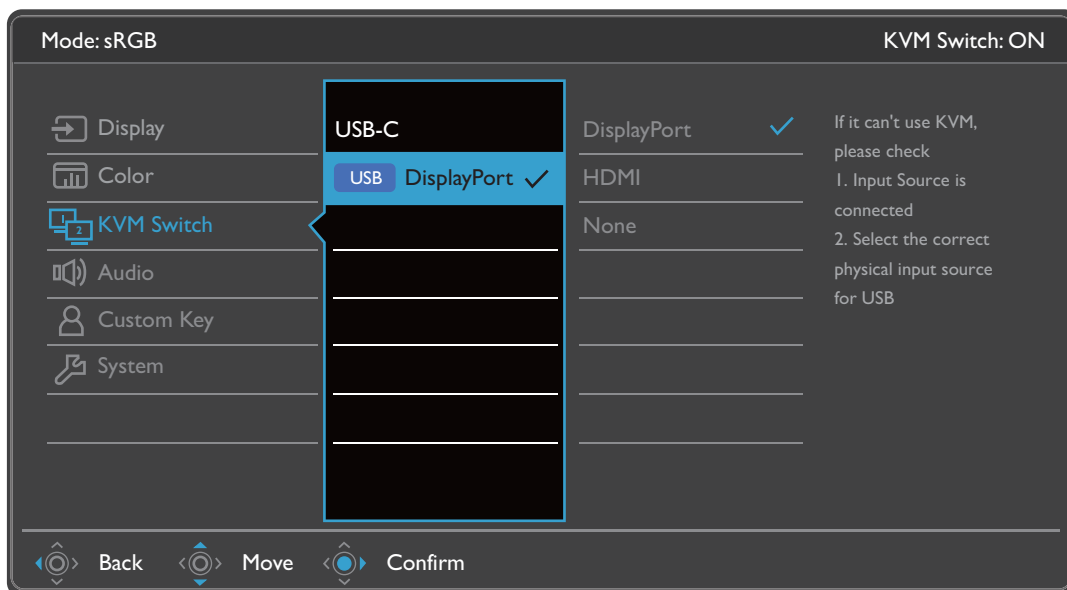 Mode: sRGB
KVM Switch: ON
Display
Color
KVM Switch
Audio
Custom Key
System
USB-C
USB DisplayPort
DisplayPort
HDMI
None
If it can't use KVM,
please check
1. Input Source is
connected
2. Select the correct
physical input source
for USB
1
2
Back
Move
Confirm